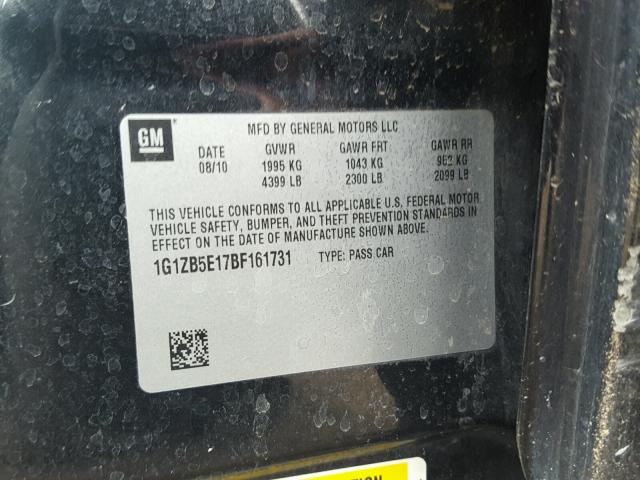 GM
MFD BY GENERAL MOTORS LLC
DATE GVWR GAWR FRT GAWR RR
08/10 1995 KG 1043 KG 952 KG
4399 LB 2300 LB 2099 LB
THIS VEHICLE CONFORMS TO ALL APPLICABLE U.S. FEDERAL MOTOR
VEHICLE SAFETY, BUMPER, AND THEFT PREVENTION STANDARDS IN
EFFECT ON THE DATE OF MANUFACTURE SHOWN ABOVE.
1G1ZB5E17BF161731 TYPE: PASS CAR